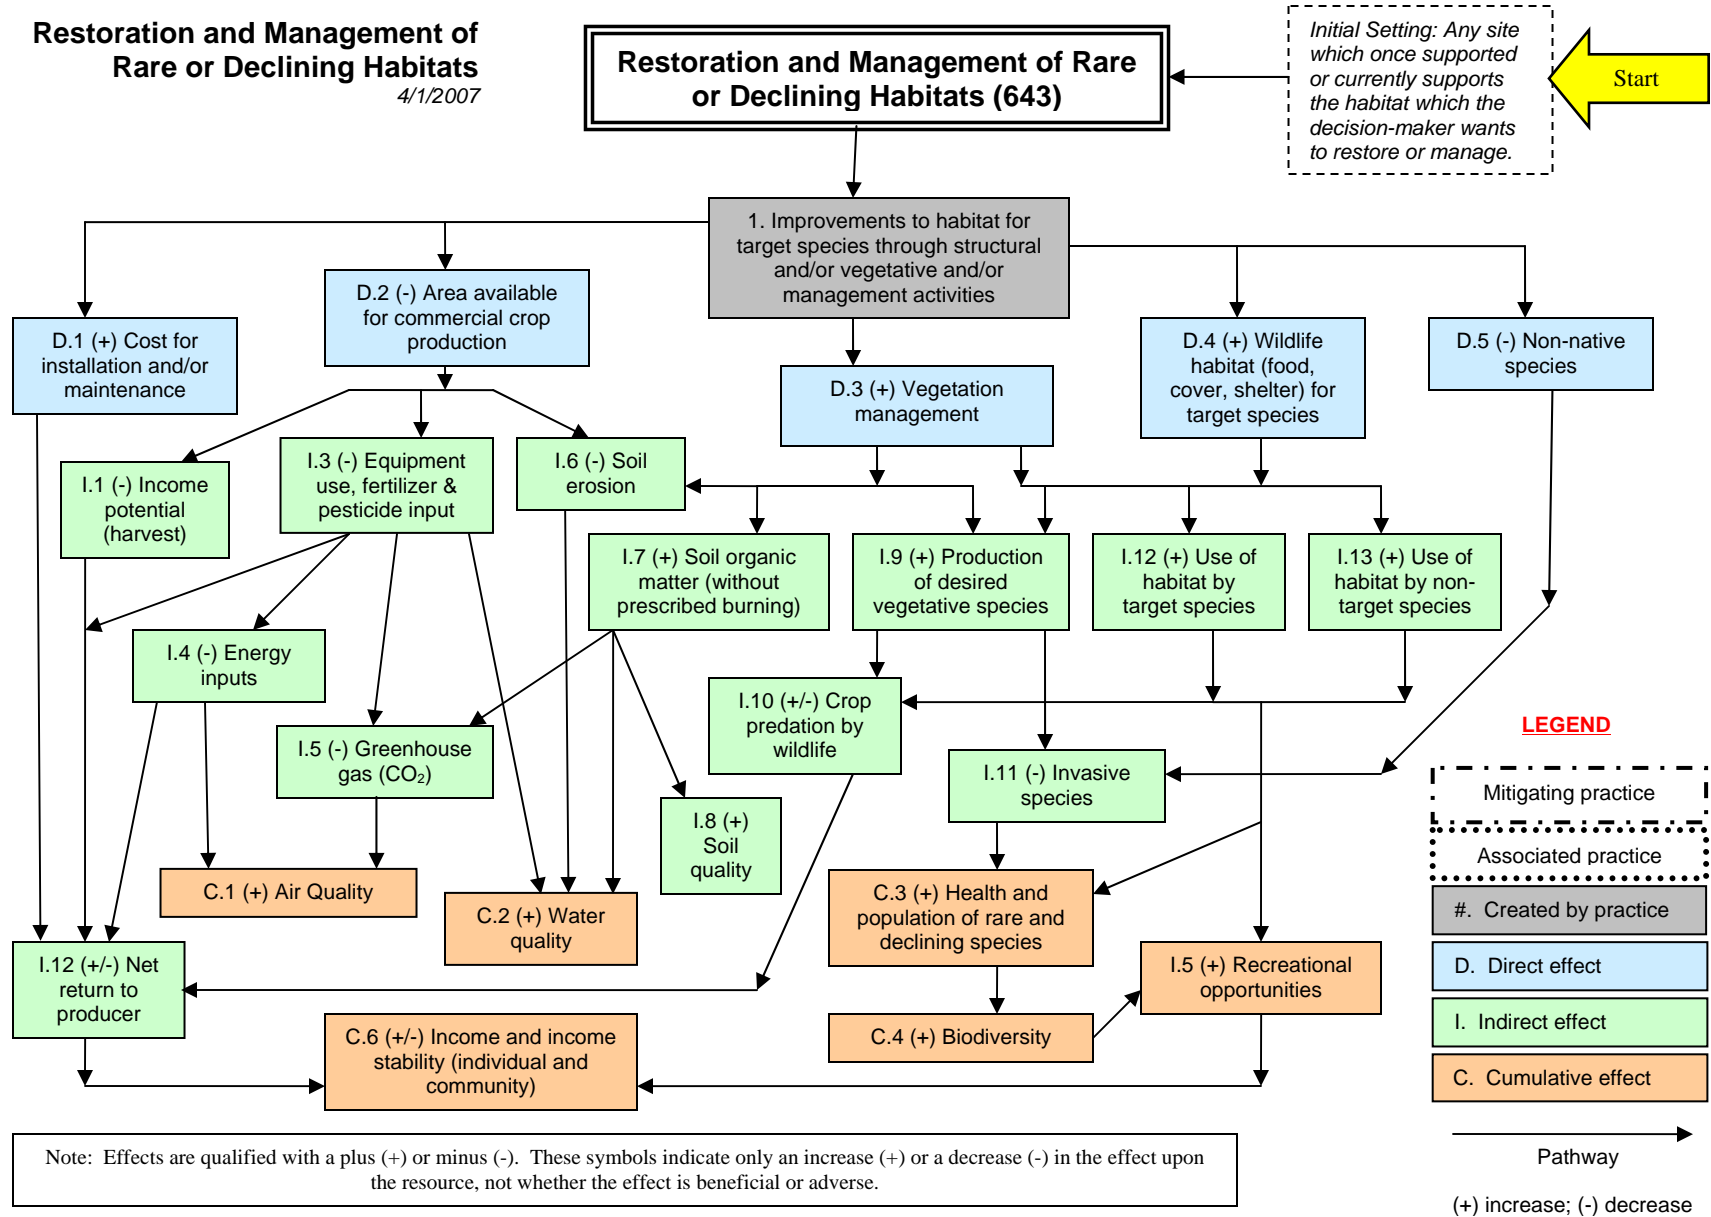 Restoration and Management of
Rare or Declining Habitats
4/1/2007
Restoration and Management of Rare
or Declining Habitats (643)
Initial Setting: Any site
which once supported
or currently supports
the habitat which the
decision-maker wants
to restore or manage.
Start
1. Improvements to habitat for
target species through structural
and/or vegetative and/or
management activities
D.1 (+) Cost for
installation and/or
maintenance
D.2 (-) Area available
for commercial crop
production
D.3 (+) Vegetation
management
D.4 (+) Wildlife
habitat (food,
cover, shelter) for
target species
D.5 (-) Non-native
species
I.1 (-) Income
potential
(harvest)
I.3 (-) Equipment
use, fertilizer &
pesticide input
I.6 (-) Soil
erosion
I.7 (+) Soil organic
matter (without
prescribed burning)
I.9 (+) Production
of desired
vegetative species
I.12 (+) Use of
habitat by
target species
I.13 (+) Use of
habitat by non-
target species
I.4 (-) Energy
inputs
I.5 (-) Greenhouse
gas (CO₂)
I.10 (+/-) Crop
predation by
wildlife
I.11 (-) Invasive
species
I.8 (+)
Soil
quality
C.1 (+) Air Quality
C.2 (+) Water
quality
C.3 (+) Health and
population of rare and
declining species
I.12 (+/-) Net
return to
producer
C.6 (+/-) Income and income
stability (individual and
community)
C.4 (+) Biodiversity
I.5 (+) Recreational
opportunities
LEGEND
Mitigating practice
Associated practice
#. Created by practice
D. Direct effect
I. Indirect effect
C. Cumulative effect
Pathway
(+) increase; (-) decrease
Note: Effects are qualified with a plus (+) or minus (-). These symbols indicate only an increase (+) or a decrease (-) in the effect upon
the resource, not whether the effect is beneficial or adverse.